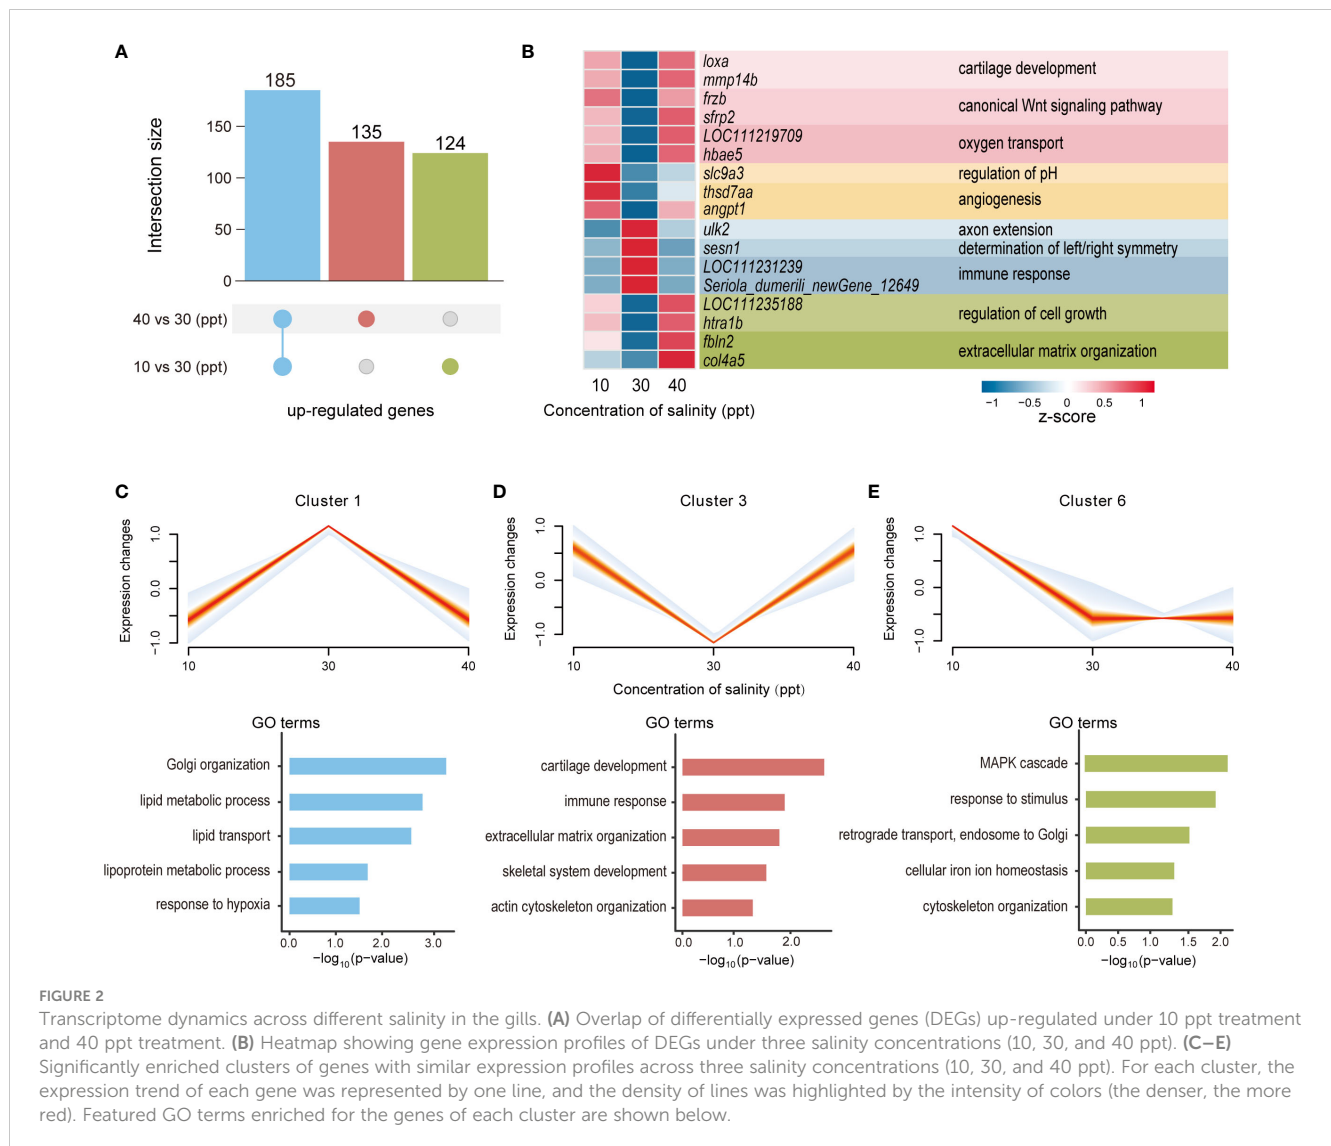 A
185
135
124
150
100
50
0
Intersection size
40 vs 30 (ppt)
10 vs 30 (ppt)
up-regulated genes
B
loxa
mmp14b
cartilage development
frzb
sfrp2
canonical Wnt signaling pathway
LOC111219709
hbae5
oxygen transport
slc9a3
regulation of pH
thsd7aa
angpt1
angiogenesis
ulk2
axon extension
sesn1
determination of left/right symmetry
LOC111231239
Seriola_dumerili_newGene_12649
immune response
LOC111235188
htra1b
regulation of cell growth
fbln2
col4a5
extracellular matrix organization
10 30 40
Concentration of salinity (ppt)
−1 −0.5 0 0.5 1
z-score
C
Cluster 1
Expression changes
1.0
0.0
−1.0
10 30 40
D
Cluster 3
Expression changes
1.0
0.0
−1.0
10 30 40
Concentration of salinity (ppt)
E
Cluster 6
Expression changes
1.0
0.0
−1.0
10 30 40
GO terms
Golgi organization
lipid metabolic process
lipid transport
lipoprotein metabolic process
response to hypoxia
0.0 1.0 2.0 3.0
−log10(p-value)
GO terms
cartilage development
immune response
extracellular matrix organization
skeletal system development
actin cytoskeleton organization
0.0 1.0 2.0
−log10(p-value)
GO terms
MAPK cascade
response to stimulus
retrograde transport, endosome to Golgi
cellular iron ion homeostasis
cytoskeleton organization
0.0 0.5 1.0 1.5 2.0
−log10(p-value)
FIGURE 2
Transcriptome dynamics across different salinity in the gills. (A) Overlap of differentially expressed genes (DEGs) up-regulated under 10 ppt treatment
and 40 ppt treatment. (B) Heatmap showing gene expression profiles of DEGs under three salinity concentrations (10, 30, and 40 ppt). (C–E)
Significantly enriched clusters of genes with similar expression profiles across three salinity concentrations (10, 30, and 40 ppt). For each cluster, the
expression trend of each gene was represented by one line, and the density of lines was highlighted by the intensity of colors (the denser, the more
red). Featured GO terms enriched for the genes of each cluster are shown below.